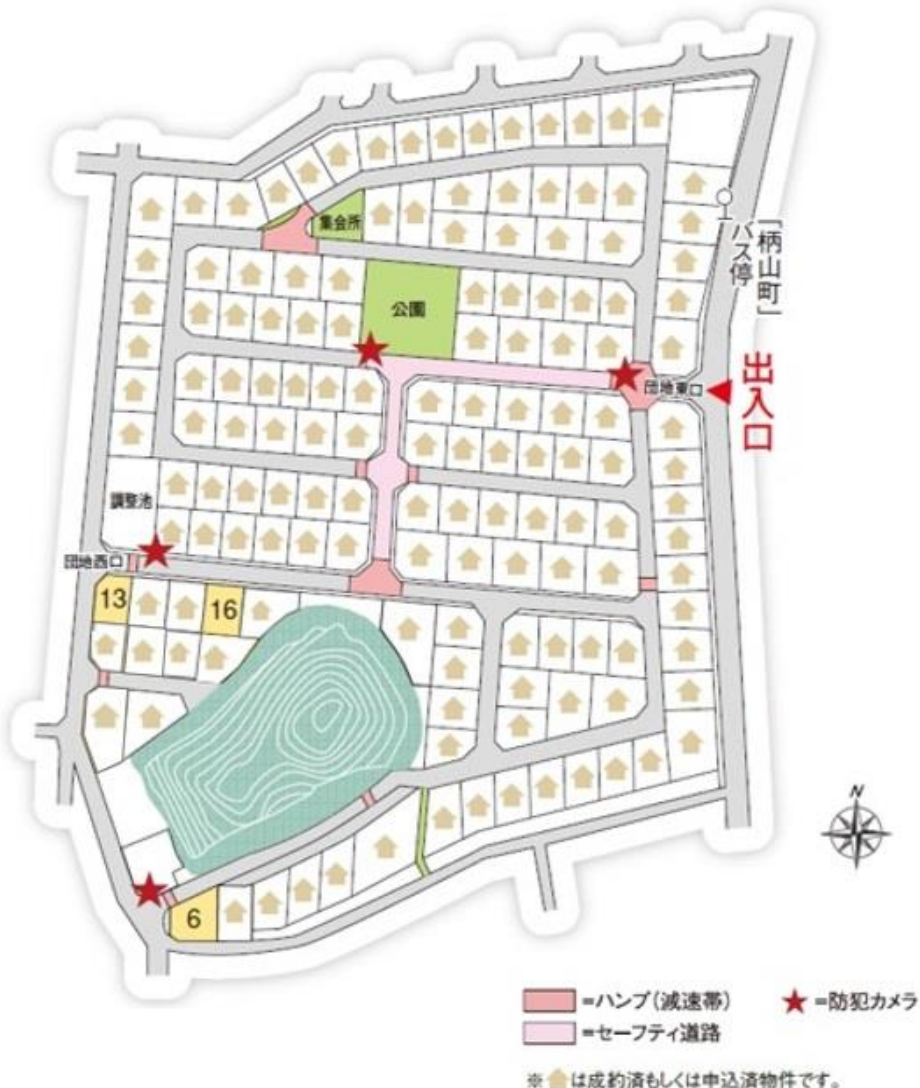 集会所
「柄山町」
バス停
公園
団地東口
出入口
調整池
団地西口
13
16
6
N
=ハンプ(減速帯)
=防犯カメラ
=セーフティ道路
※ は成約済もしくは申込済物件です。